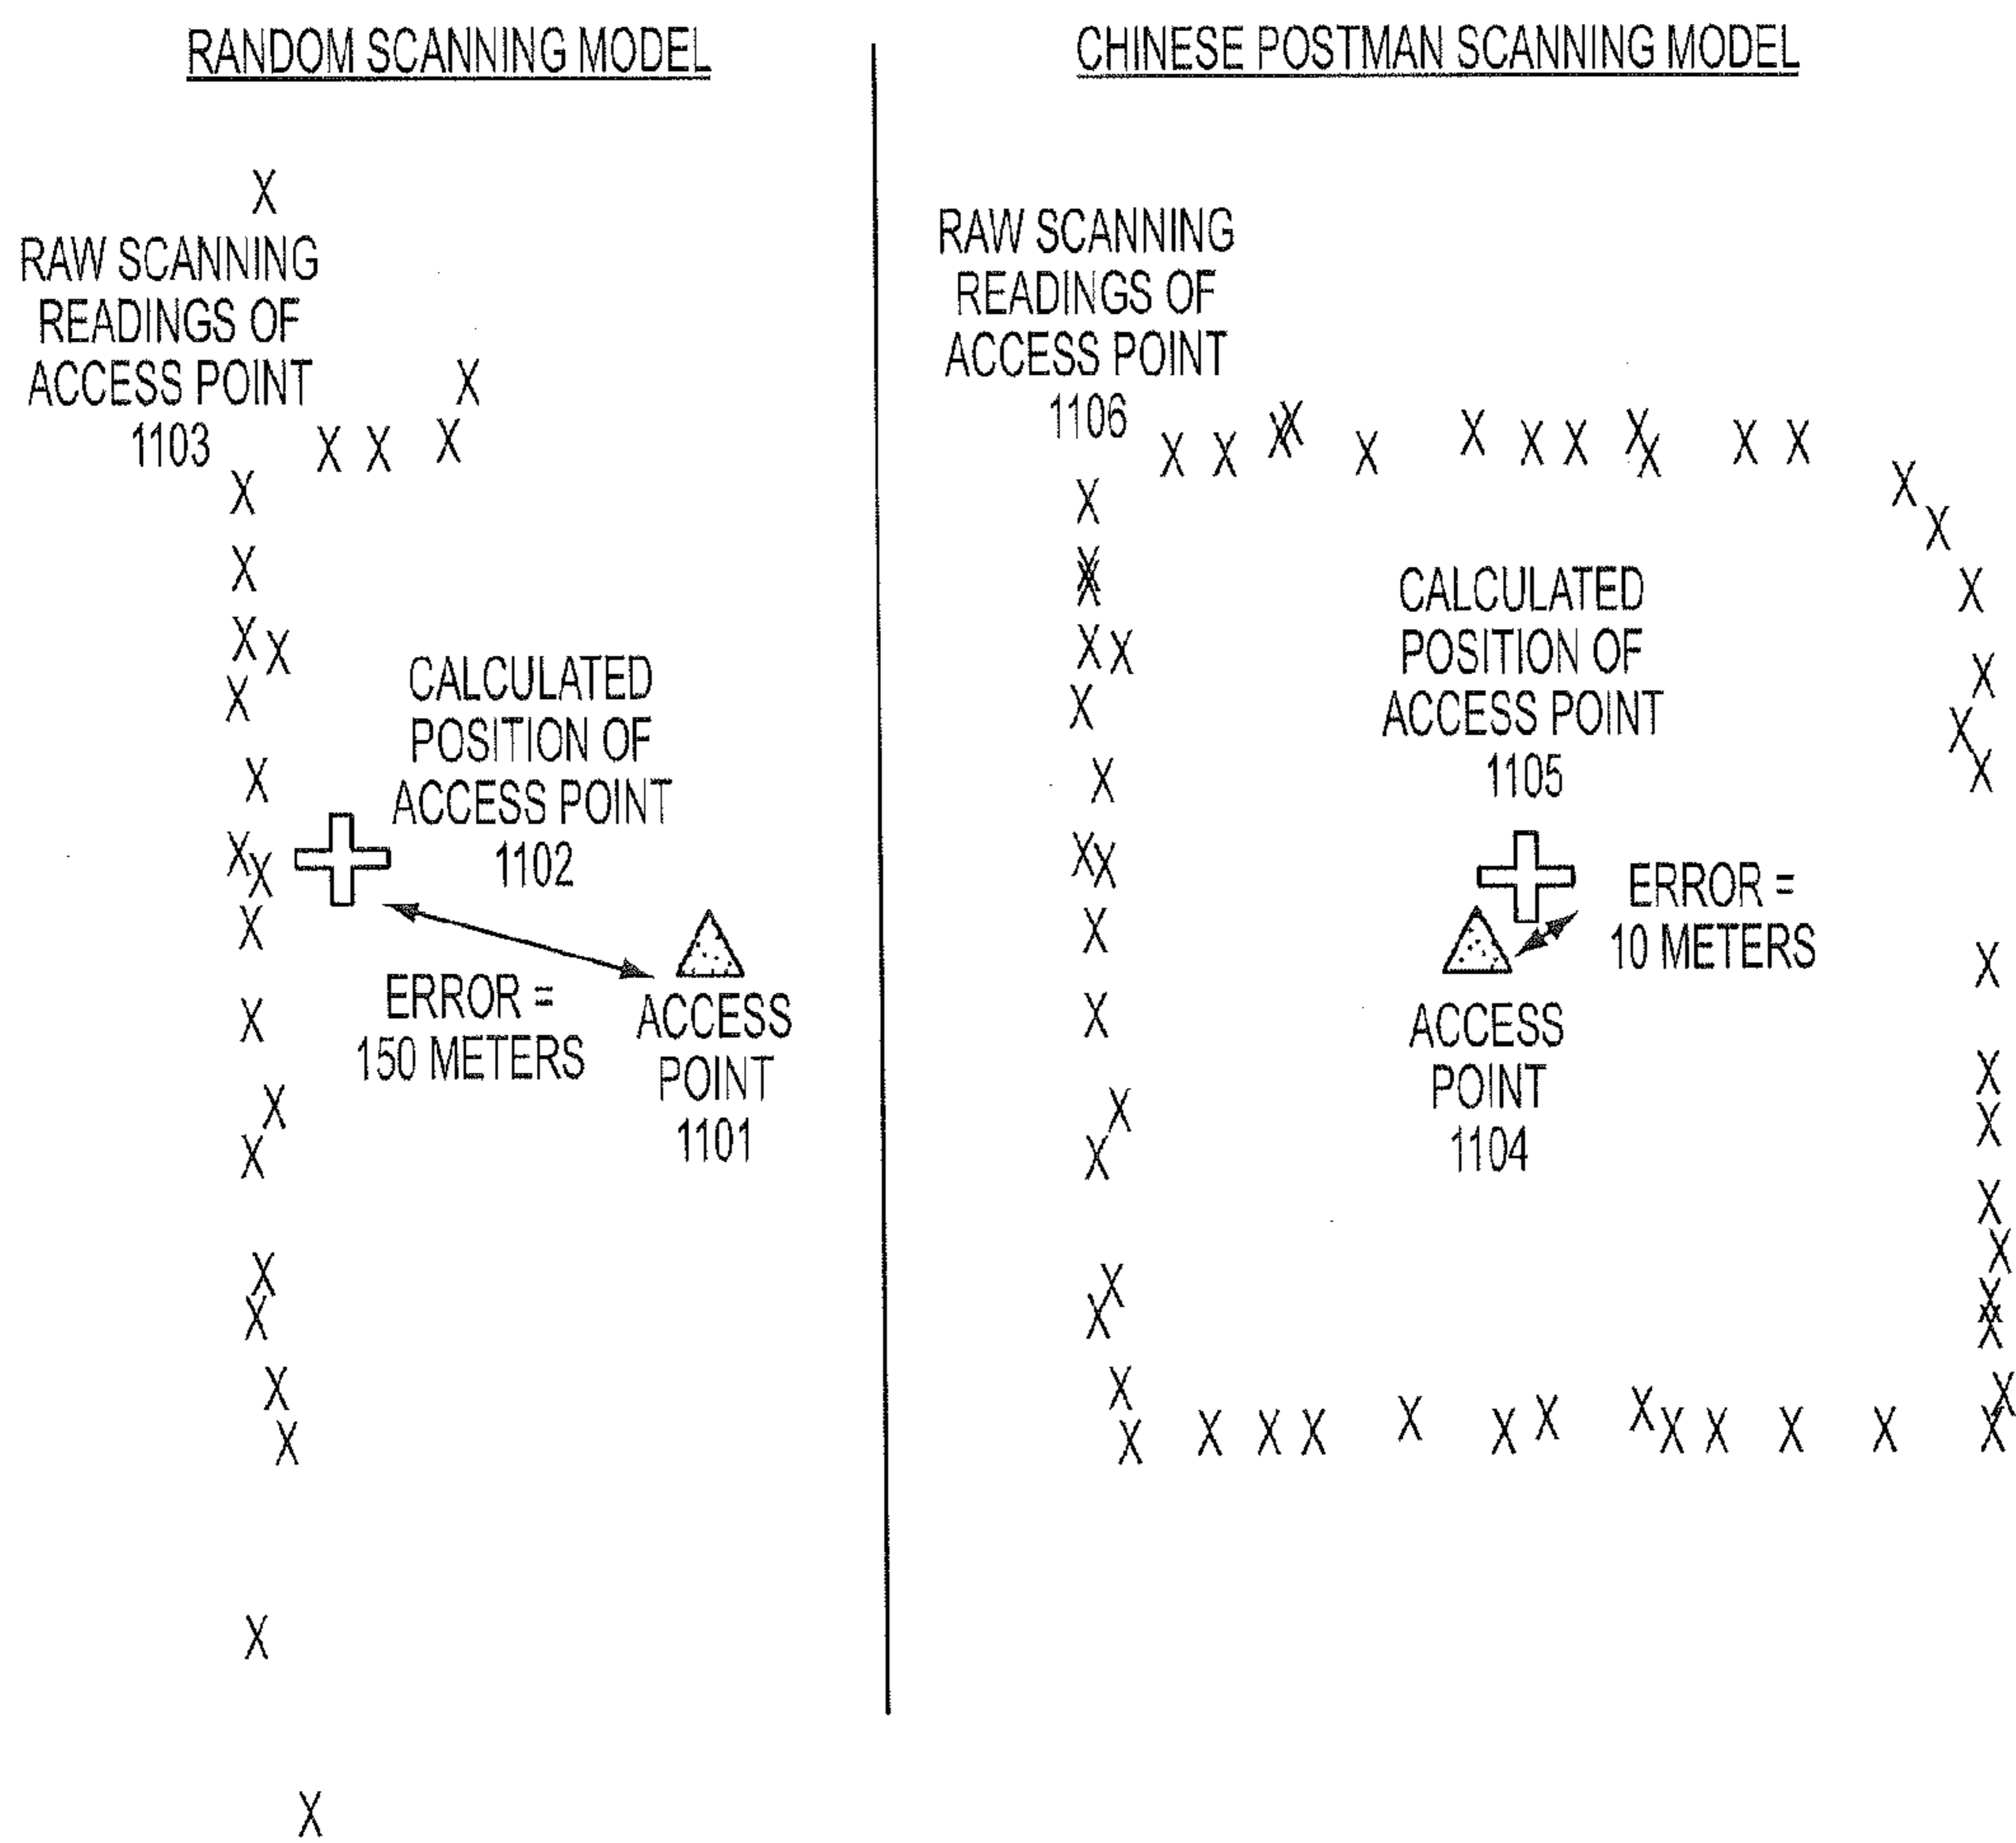 RANDOM SCANNING MODEL
RAW SCANNING
READINGS OF
ACCESS POINT
1103
CALCULATED
POSITION OF
ACCESS POINT
1102
ERROR =
150 METERS
ACCESS
POINT
1101
CHINESE POSTMAN SCANNING MODEL
RAW SCANNING
READINGS OF
ACCESS POINT
1106
CALCULATED
POSITION OF
ACCESS POINT
1105
ERROR =
10 METERS
ACCESS
POINT
1104